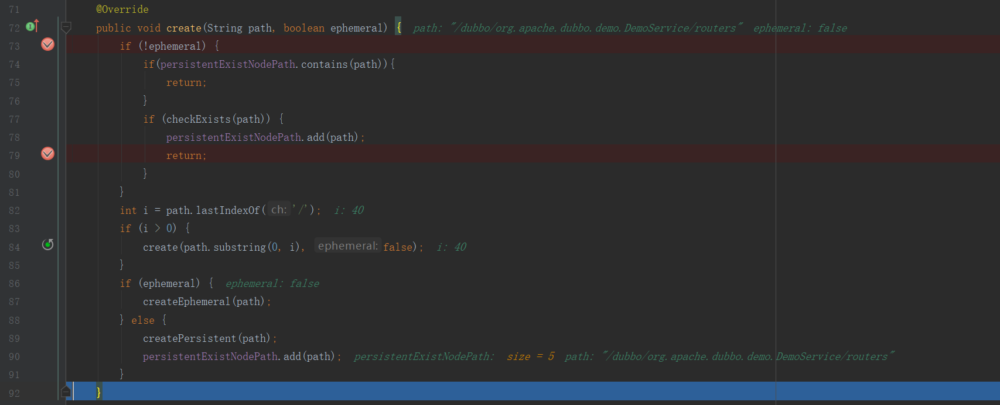 71 @Override
72 public void create(String path, boolean ephemeral) { path: "/dubbo/org.apache.dubbo.demo.DemoService/routers" ephemeral: false
73 if (!ephemeral) {
74 if(persistentExistNodePath.contains(path)){
75 return;
76 }
77 if (checkExists(path)) {
78 persistentExistNodePath.add(path);
79 return;
80 }
81 }
82 int i = path.lastIndexOf( ch: '/'); i: 40
83 if (i > 0) {
84 create(path.substring(0, i), ephemeral: false); i: 40
85 }
86 if (ephemeral) { ephemeral: false
87 createEphemeral(path);
88 } else {
89 createPersistent(path);
90 persistentExistNodePath.add(path); persistentExistNodePath: size = 5 path: "/dubbo/org.apache.dubbo.demo.DemoService/routers"
91 }
92 }